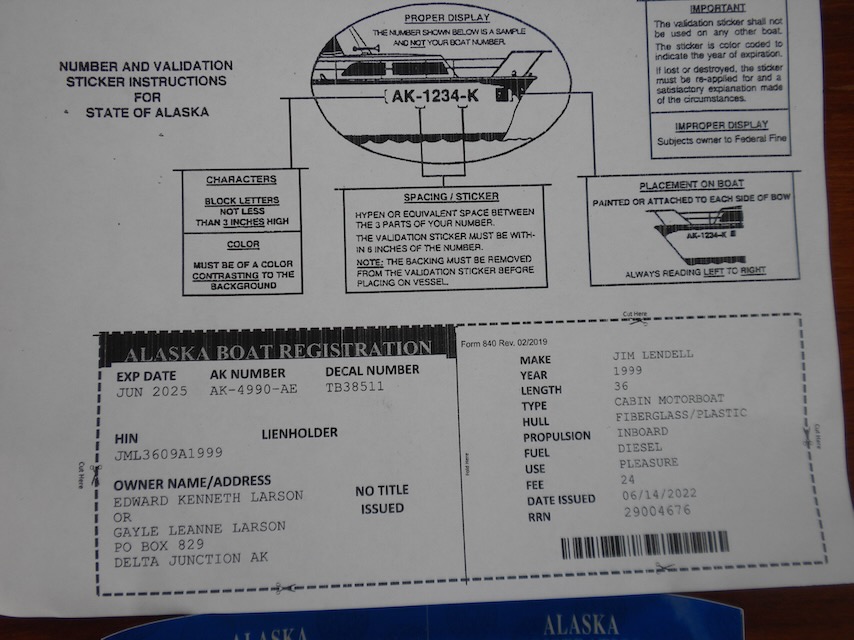 NUMBER AND VALIDATION
STICKER INSTRUCTIONS
FOR
STATE OF ALASKA
PROPER DISPLAY
THE NUMBER SHOWN BELOW IS A SAMPLE
AND NOT YOUR BOAT NUMBER.
AK-1234-K
IMPORTANT
The validation sticker shall not
be used on any other boat.
The sticker is color coded to
indicate the year of expiration.
If lost or destroyed, the sticker
must be re-applied for and a
satisfactory explanation made
of the circumstances.
IMPROPER DISPLAY
Subjects owner to Federal Fine
CHARACTERS
BLOCK LETTERS
NOT LESS
THAN 3 INCHES HIGH
COLOR
MUST BE OF A COLOR
CONTRASTING TO THE
BACKGROUND
SPACING / STICKER
HYPEN OR EQUIVALENT SPACE BETWEEN
THE 3 PARTS OF YOUR NUMBER.
THE VALIDATION STICKER MUST BE WITH-
IN 6 INCHES OF THE NUMBER.
NOTE: THE BACKING MUST BE REMOVED
FROM THE VALIDATION STICKER BEFORE
PLACING ON VESSEL.
PLACEMENT ON BOAT
PAINTED OR ATTACHED TO EACH SIDE OF BOW
AK-1234-K
ALWAYS READING LEFT TO RIGHT
Cut Here
ALASKA BOAT REGISTRATION
EXP DATE AK NUMBER DECAL NUMBER
JUN 2025 AK-4990-AE TB38511
HIN LIENHOLDER
JML3609A1999
OWNER NAME/ADDRESS
EDWARD KENNETH LARSON
OR
GAYLE LEANNE LARSON
PO BOX 829
DELTA JUNCTION AK
NO TITLE
ISSUED
Cut Here
Fold Here
Form 840 Rev. 02/2019
MAKE JIM LENDELL
YEAR 1999
LENGTH 36
TYPE CABIN MOTORBOAT
HULL FIBERGLASS/PLASTIC
PROPULSION INBOARD
FUEL DIESEL
USE PLEASURE
FEE 24
DATE ISSUED 06/14/2022
RRN 29004676
Cut Here
ALASKA
ALASKA